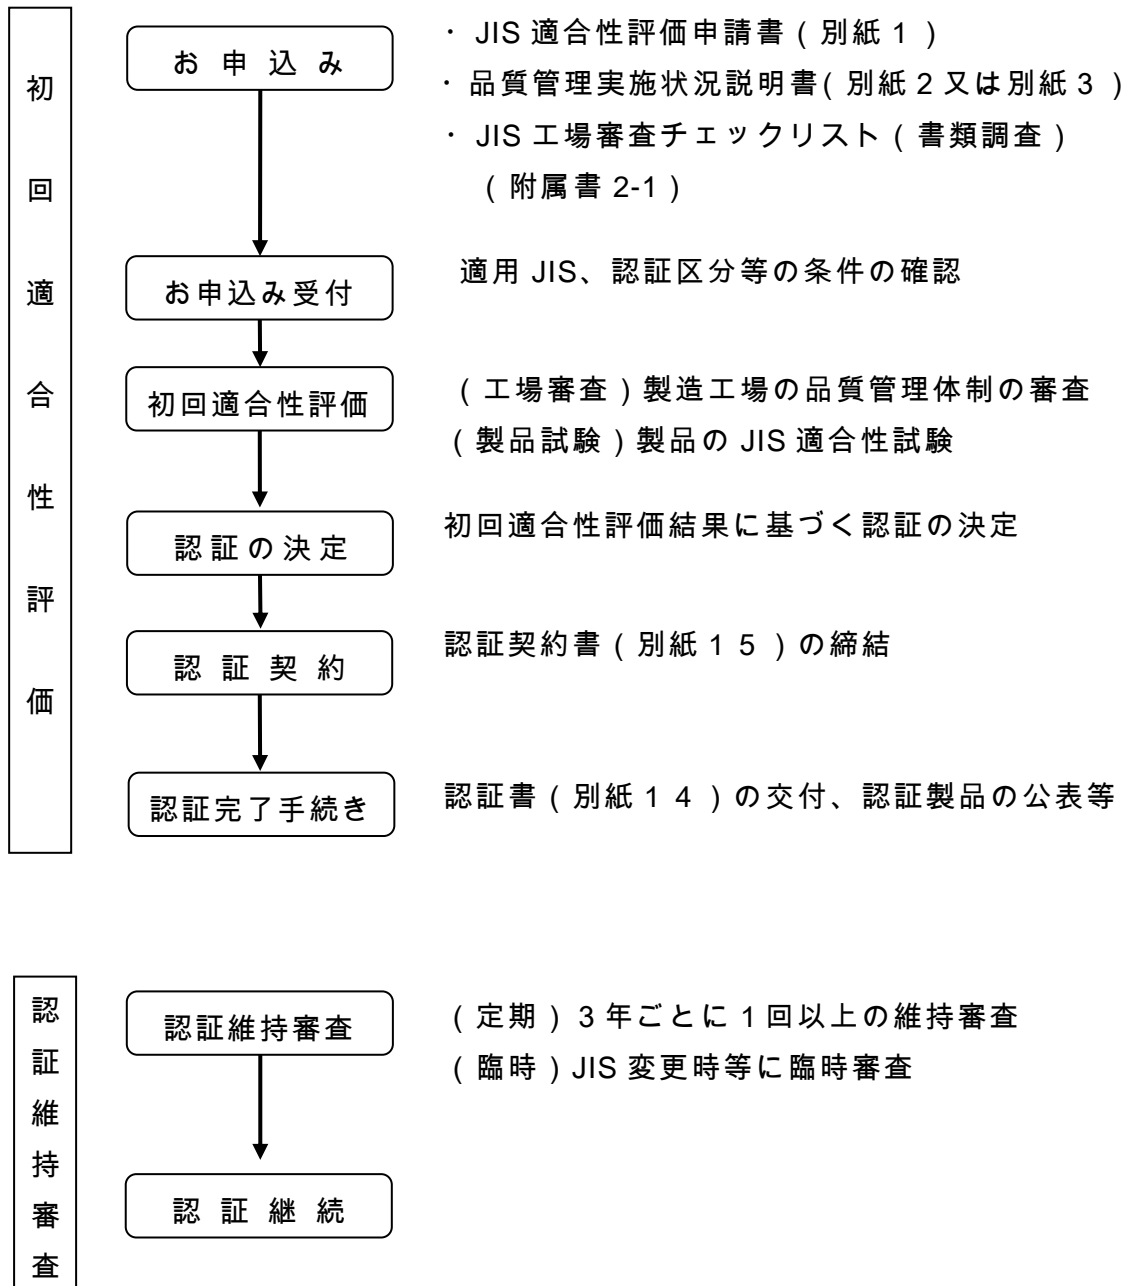 初回適合性評価
お申込み
・JIS 適合性評価申請書(別紙1)
・品質管理実施状況説明書(別紙2又は別紙3)
・JIS 工場審査チェックリスト(書類調査)
(附属書 2-1)
お申込み受付
適用 JIS、認証区分等の条件の確認
初回適合性評価
(工場審査)製造工場の品質管理体制の審査
(製品試験)製品の JIS 適合性試験
認証の決定
初回適合性評価結果に基づく認証の決定
認証契約
認証契約書(別紙15)の締結
認証完了手続き
認証書(別紙14)の交付、認証製品の公表等
認証維持審査
認証維持審査
(定期)3年ごとに1回以上の維持審査
(臨時)JIS 変更時等に臨時審査
認証継続